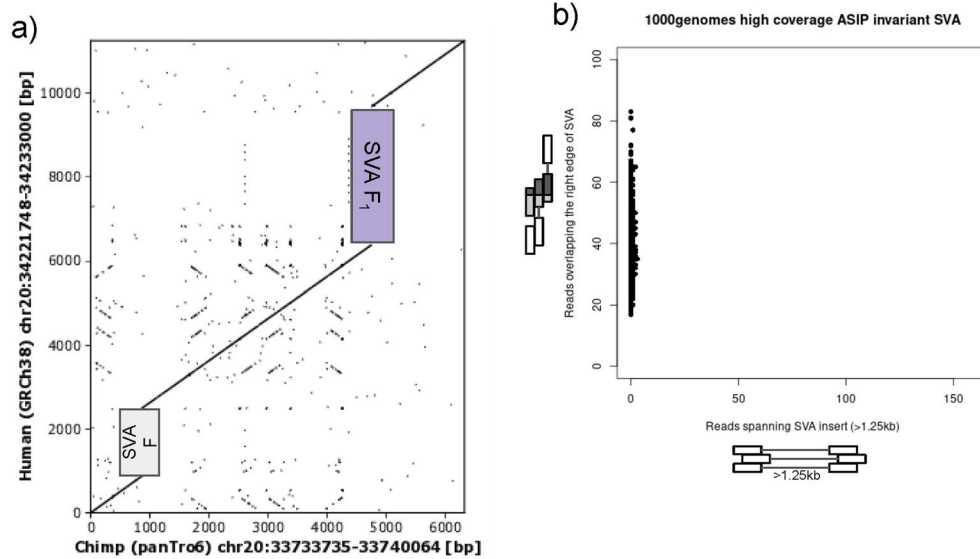 a)
Human (GRCh38) chr20:34221748-34233000 [bp]
10000
8000
6000
4000
2000
0
SVA F1
SVA
F
0 1000 2000 3000 4000 5000 6000
Chimp (panTro6) chr20:33733735-33740064 [bp]
b)
1000genomes high coverage ASIP invariant SVA
Reads overlapping the right edge of SVA
100
80
60
40
20
0
0 50 100 150
Reads spanning SVA insert (>1.25kb)
>1.25kb